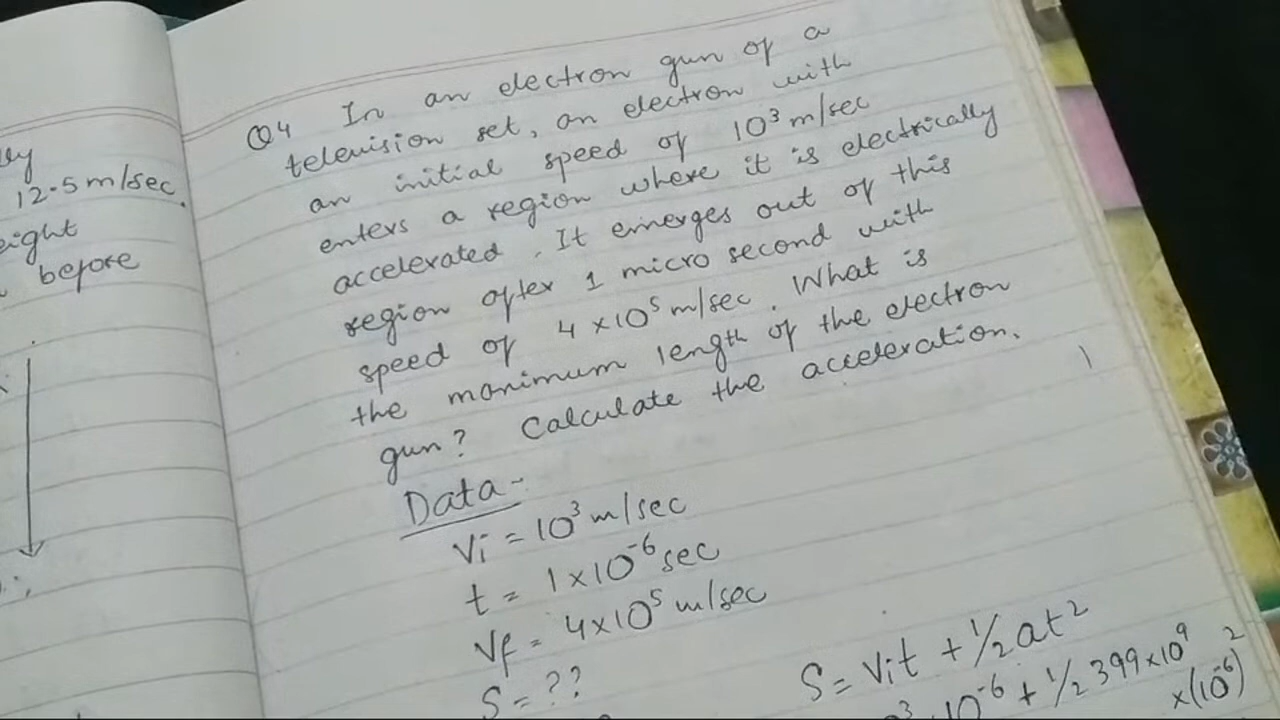 lly
12.5 m/sec.
eight
before
Q4 In an electron gun of a
television set, an electron with
an initial speed of 10³ m/sec
enters a region where it is electrically
accelerated. It emerges out of this
region after 1 micro second with
speed of 4 ×10⁵ m/sec. What is
the maximum length of the electron
gun? Calculate the acceleration.
Data -
Vi = 10³ m/sec
t = 1×10⁻⁶ sec
Vf = 4×10⁵ m/sec
S = ??
S = Vit + ½at²
³ . 10⁻⁶ + ½ 399×10⁹
×(10⁻⁶)²